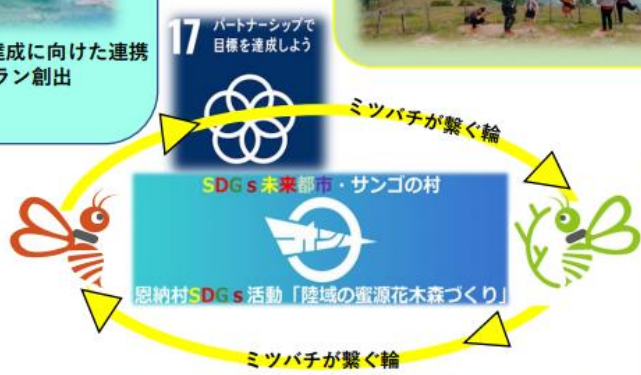 達成に向けた連携
ラン創出
17 パートナーシップで
目標を達成しよう
ミツバチが繋ぐ輪
SDGs未来都市・サンゴの村
恩納村SDGs活動「陸域の蜜源花木森づくり」
ミツバチが繋ぐ輪